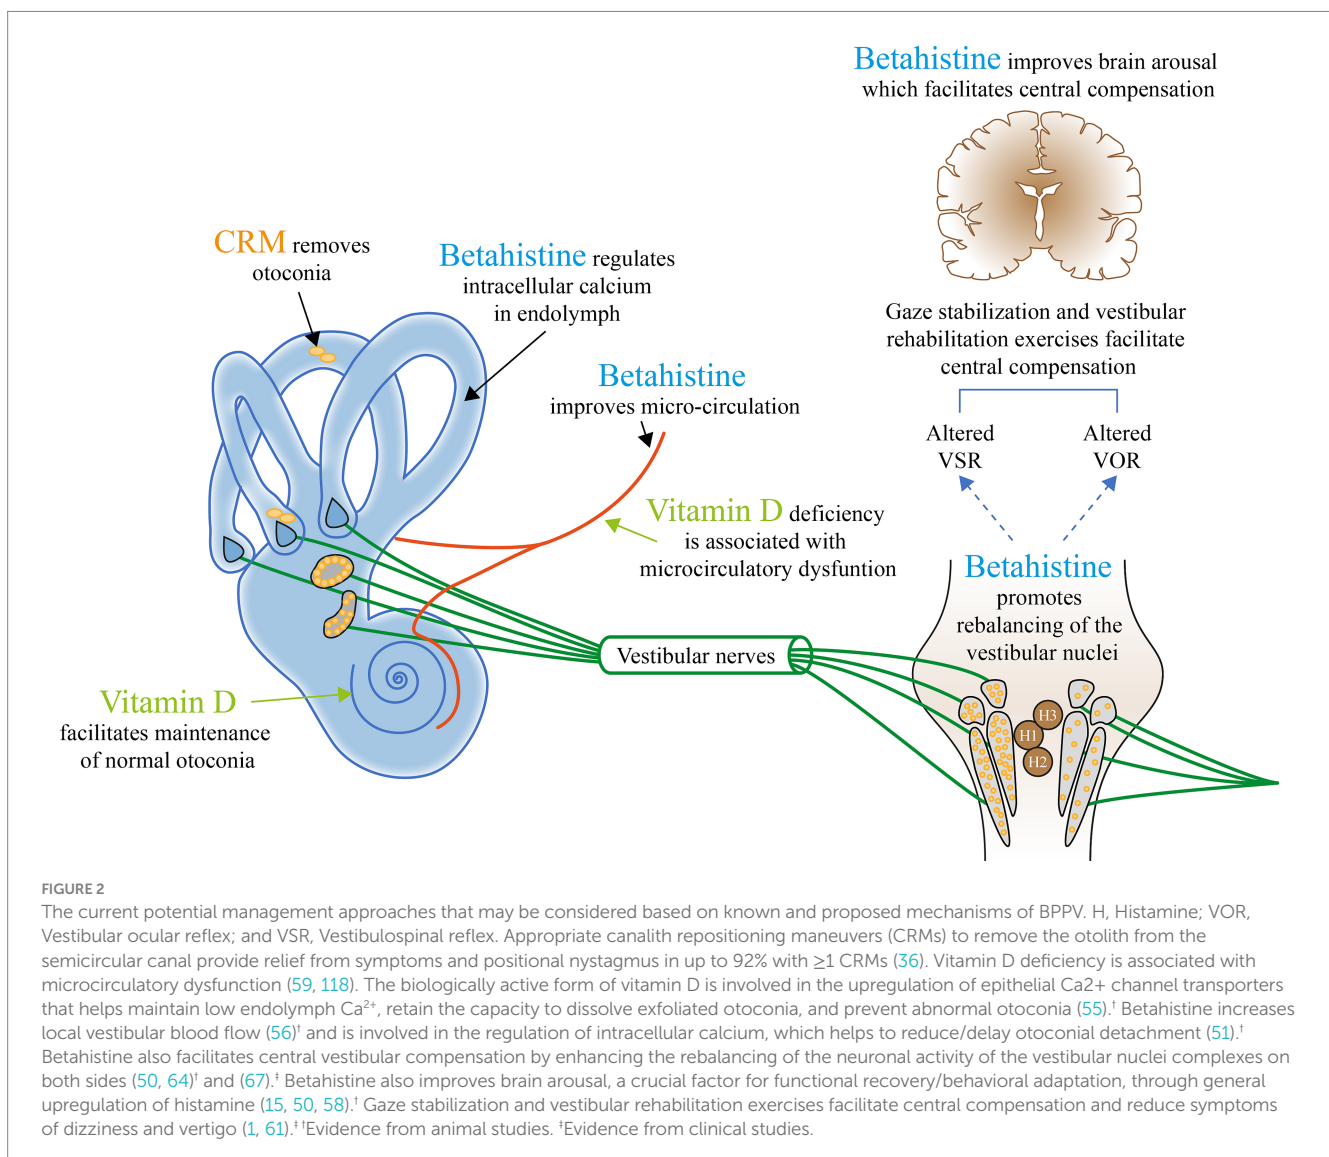 Betahistine improves brain arousal
which facilitates central compensation
CRM removes
otoconia
Betahistine regulates
intracellular calcium
in endolymph
Gaze stabilization and vestibular
rehabilitation exercises facilitate
central compensation
Betahistine
improves micro-circulation
Altered
VSR
Altered
VOR
Vitamin D deficiency
is associated with
microcirculatory dysfuntion
Betahistine
promotes
rebalancing of the
vestibular nuclei
Vestibular nerves
Vitamin D
facilitates maintenance
of normal otoconia
H3
H1
H2
FIGURE 2
The current potential management approaches that may be considered based on known and proposed mechanisms of BPPV. H, Histamine; VOR,
Vestibular ocular reflex; and VSR, Vestibulospinal reflex. Appropriate canalith repositioning maneuvers (CRMs) to remove the otolith from the
semicircular canal provide relief from symptoms and positional nystagmus in up to 92% with ≥1 CRMs (36). Vitamin D deficiency is associated with
microcirculatory dysfunction (59, 118). The biologically active form of vitamin D is involved in the upregulation of epithelial Ca2+ channel transporters
that helps maintain low endolymph Ca²⁺, retain the capacity to dissolve exfoliated otoconia, and prevent abnormal otoconia (55).† Betahistine increases
local vestibular blood flow (56)† and is involved in the regulation of intracellular calcium, which helps to reduce/delay otoconial detachment (51).†
Betahistine also facilitates central vestibular compensation by enhancing the rebalancing of the neuronal activity of the vestibular nuclei complexes on
both sides (50, 64)† and (67).‡ Betahistine also improves brain arousal, a crucial factor for functional recovery/behavioral adaptation, through general
upregulation of histamine (15, 50, 58).† Gaze stabilization and vestibular rehabilitation exercises facilitate central compensation and reduce symptoms
of dizziness and vertigo (1, 61).‡ †Evidence from animal studies. ‡Evidence from clinical studies.